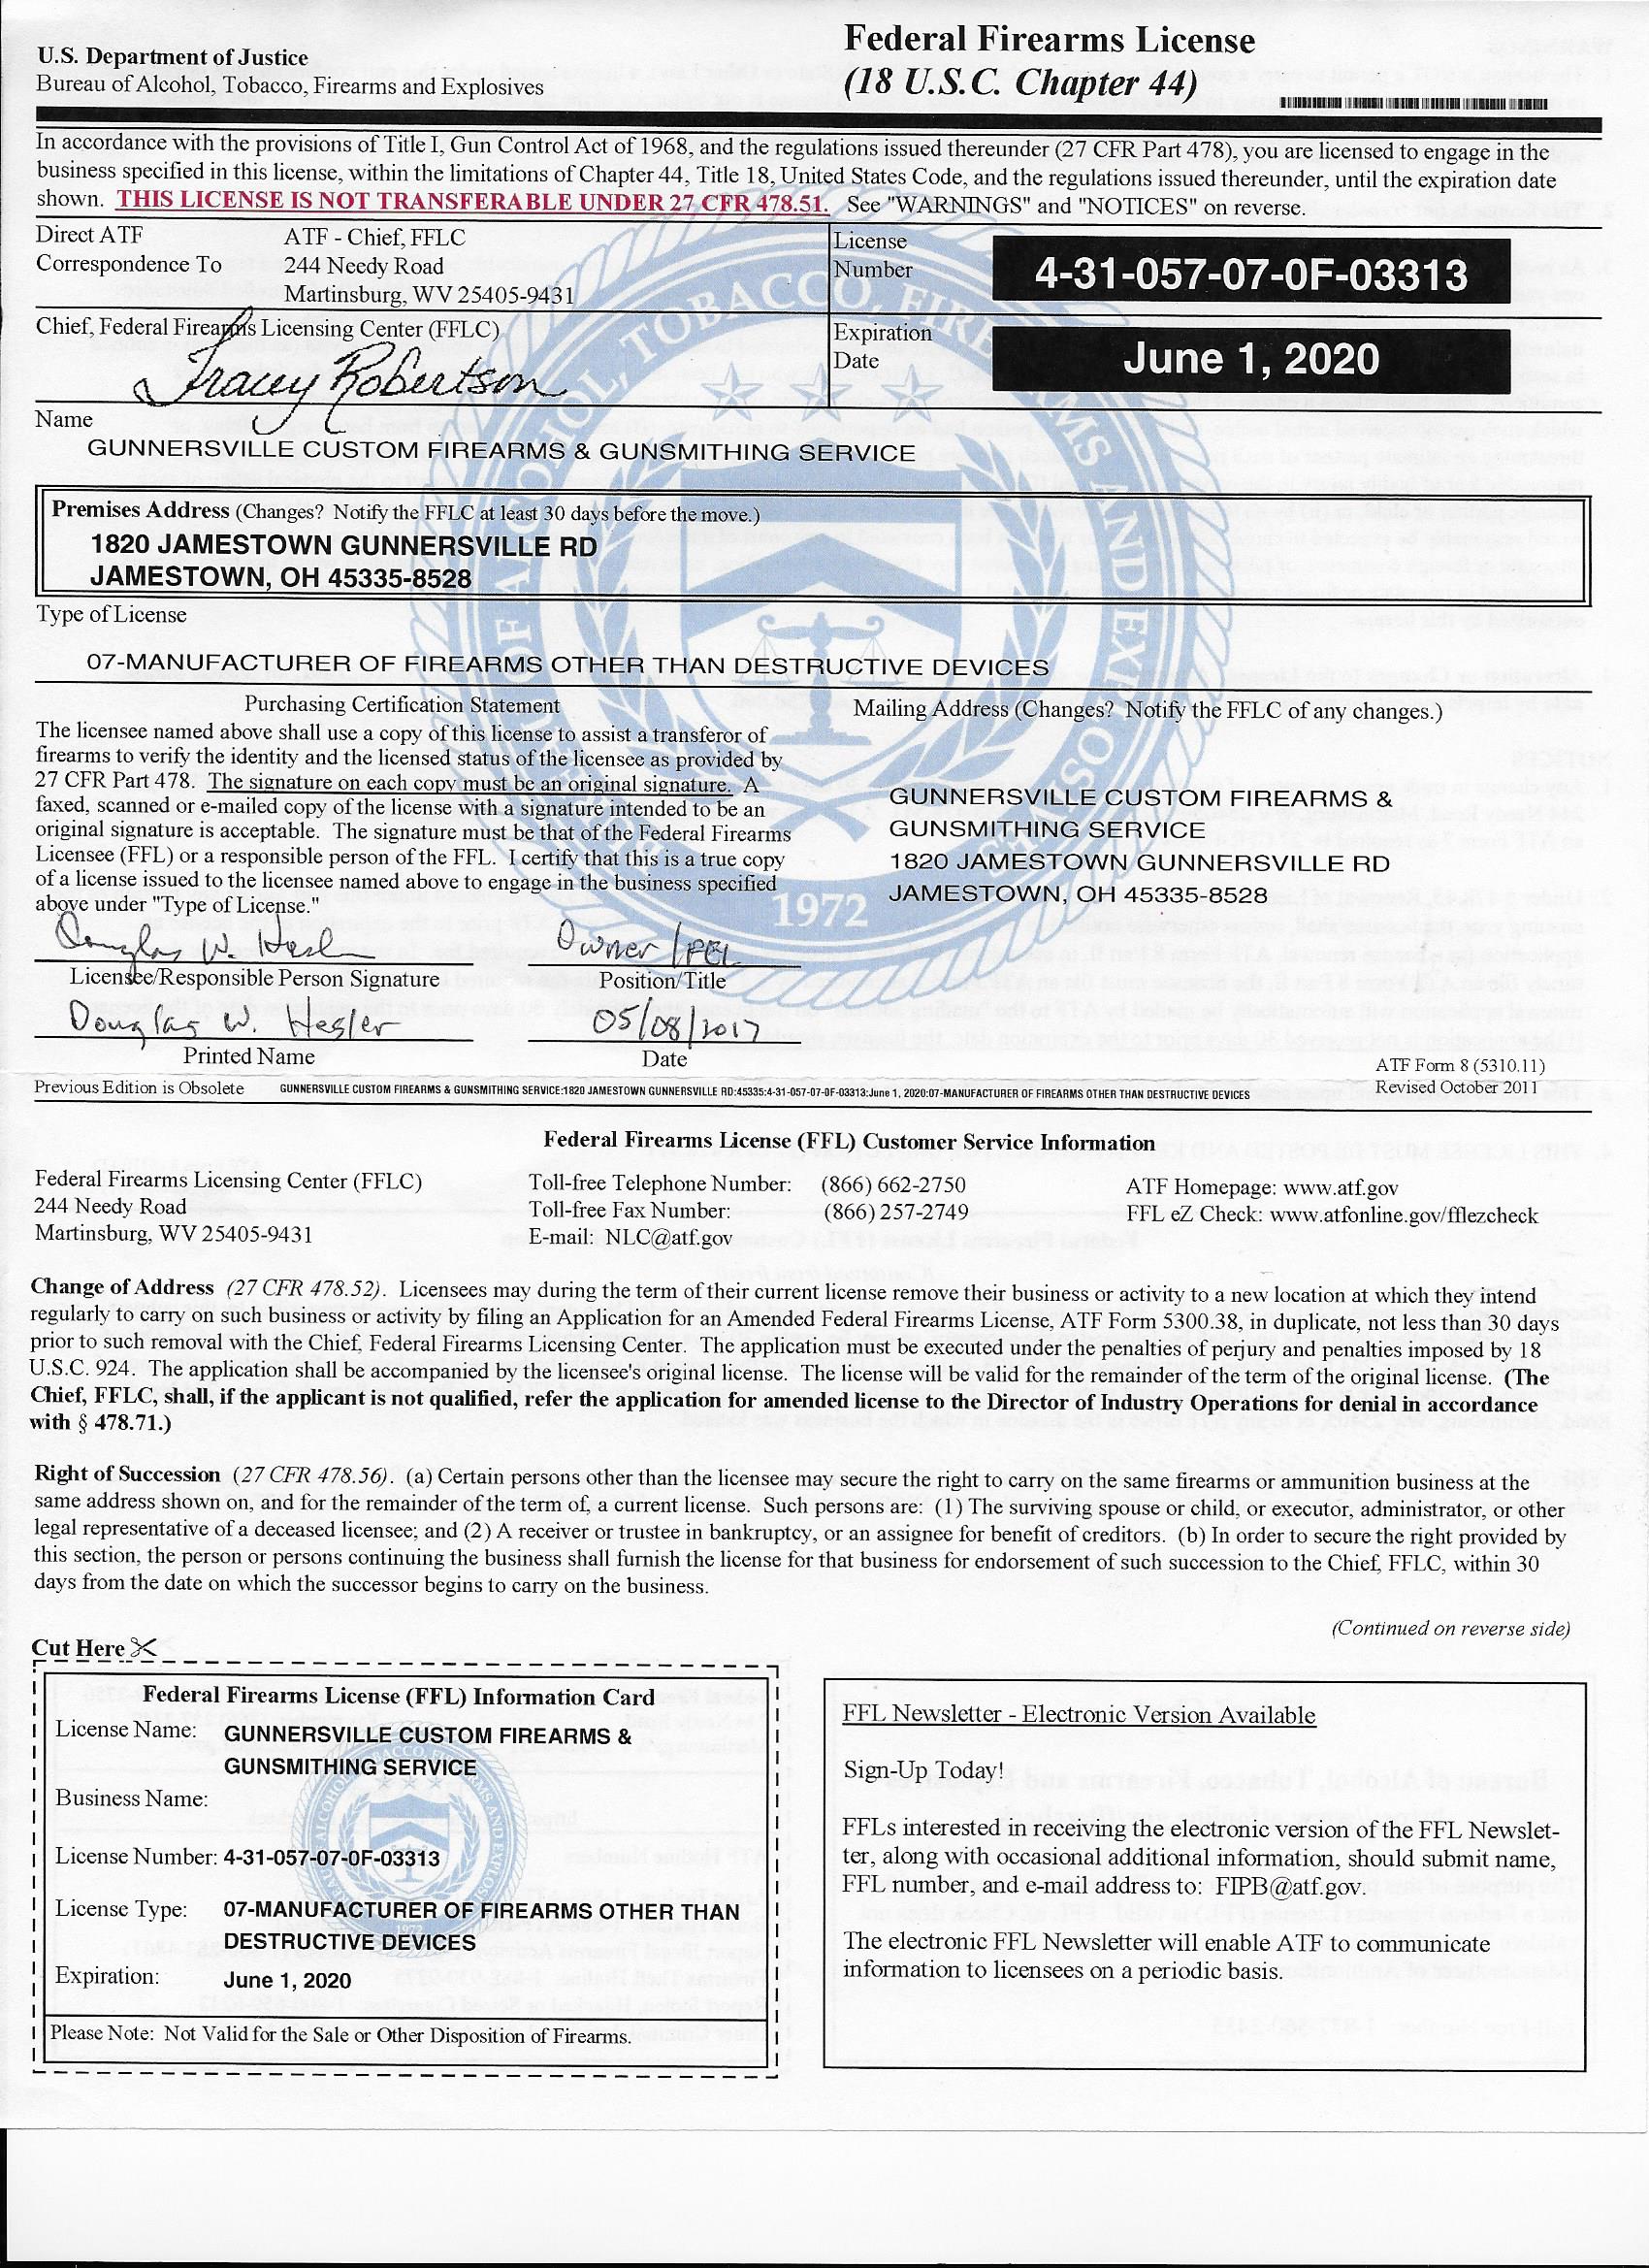 U.S. Department of Justice
Bureau of Alcohol, Tobacco, Firearms and Explosives
Federal Firearms License
(18 U.S.C. Chapter 44)
In accordance with the provisions of Title I, Gun Control Act of 1968, and the regulations issued thereunder (27 CFR Part 478), you are licensed to engage in the
business specified in this license, within the limitations of Chapter 44, Title 18, United States Code, and the regulations issued thereunder, until the expiration date
shown. THIS LICENSE IS NOT TRANSFERABLE UNDER 27 CFR 478.51. See "WARNINGS" and "NOTICES" on reverse.
Direct ATF
Correspondence To
ATF - Chief, FFLC
244 Needy Road
Martinsburg, WV 25405-9431
License
Number
4-31-057-07-0F-03313
Chief, Federal Firearms Licensing Center (FFLC)
Tracey Robertson
Expiration
Date
June 1, 2020
Name
GUNNERSVILLE CUSTOM FIREARMS & GUNSMITHING SERVICE
Premises Address (Changes? Notify the FFLC at least 30 days before the move.)
1820 JAMESTOWN GUNNERSVILLE RD
JAMESTOWN, OH 45335-8528
Type of License
07-MANUFACTURER OF FIREARMS OTHER THAN DESTRUCTIVE DEVICES
Purchasing Certification Statement
The licensee named above shall use a copy of this license to assist a transferor of
firearms to verify the identity and the licensed status of the licensee as provided by
27 CFR Part 478. The signature on each copy must be an original signature. A
faxed, scanned or e-mailed copy of the license with a signature intended to be an
original signature is acceptable. The signature must be that of the Federal Firearms
Licensee (FFL) or a responsible person of the FFL. I certify that this is a true copy
of a license issued to the licensee named above to engage in the business specified
above under "Type of License."
Mailing Address (Changes? Notify the FFLC of any changes.)
GUNNERSVILLE CUSTOM FIREARMS &
GUNSMITHING SERVICE
1820 JAMESTOWN GUNNERSVILLE RD
JAMESTOWN, OH 45335-8528
1972
Douglas W. Hesler
Owner/FFL
Licensee/Responsible Person Signature
Position/Title
Douglas W. Hesler
05/08/2017
Printed Name
Date
ATF Form 8 (5310.11)
Revised October 2011
Previous Edition is Obsolete
GUNNERSVILLE CUSTOM FIREARMS & GUNSMITHING SERVICE:1820 JAMESTOWN GUNNERSVILLE RD:45335:4-31-057-07-0F-03313:June 1, 2020:07-MANUFACTURER OF FIREARMS OTHER THAN DESTRUCTIVE DEVICES
Federal Firearms License (FFL) Customer Service Information
Federal Firearms Licensing Center (FFLC)
244 Needy Road
Martinsburg, WV 25405-9431
Toll-free Telephone Number: (866) 662-2750
Toll-free Fax Number: (866) 257-2749
E-mail: NLC@atf.gov
ATF Homepage: www.atf.gov
FFL eZ Check: www.atfonline.gov/fflezcheck
Change of Address (27 CFR 478.52). Licensees may during the term of their current license remove their business or activity to a new location at which they intend
regularly to carry on such business or activity by filing an Application for an Amended Federal Firearms License, ATF Form 5300.38, in duplicate, not less than 30 days
prior to such removal with the Chief, Federal Firearms Licensing Center. The application must be executed under the penalties of perjury and penalties imposed by 18
U.S.C. 924. The application shall be accompanied by the licensee's original license. The license will be valid for the remainder of the term of the original license. (The
Chief, FFLC, shall, if the applicant is not qualified, refer the application for amended license to the Director of Industry Operations for denial in accordance
with § 478.71.)
Right of Succession (27 CFR 478.56). (a) Certain persons other than the licensee may secure the right to carry on the same firearms or ammunition business at the
same address shown on, and for the remainder of the term of, a current license. Such persons are: (1) The surviving spouse or child, or executor, administrator, or other
legal representative of a deceased licensee; and (2) A receiver or trustee in bankruptcy, or an assignee for benefit of creditors. (b) In order to secure the right provided by
this section, the person or persons continuing the business shall furnish the license for that business for endorsement of such succession to the Chief, FFLC, within 30
days from the date on which the successor begins to carry on the business.
(Continued on reverse side)
Cut Here
Federal Firearms License (FFL) Information Card
License Name: GUNNERSVILLE CUSTOM FIREARMS &
GUNSMITHING SERVICE
Business Name:
License Number: 4-31-057-07-0F-03313
License Type: 07-MANUFACTURER OF FIREARMS OTHER THAN
DESTRUCTIVE DEVICES
Expiration: June 1, 2020
Please Note: Not Valid for the Sale or Other Disposition of Firearms.
FFL Newsletter - Electronic Version Available
Sign-Up Today!
FFLs interested in receiving the electronic version of the FFL Newslet-
ter, along with occasional additional information, should submit name,
FFL number, and e-mail address to: FIPB@atf.gov.
The electronic FFL Newsletter will enable ATF to communicate
information to licensees on a periodic basis.